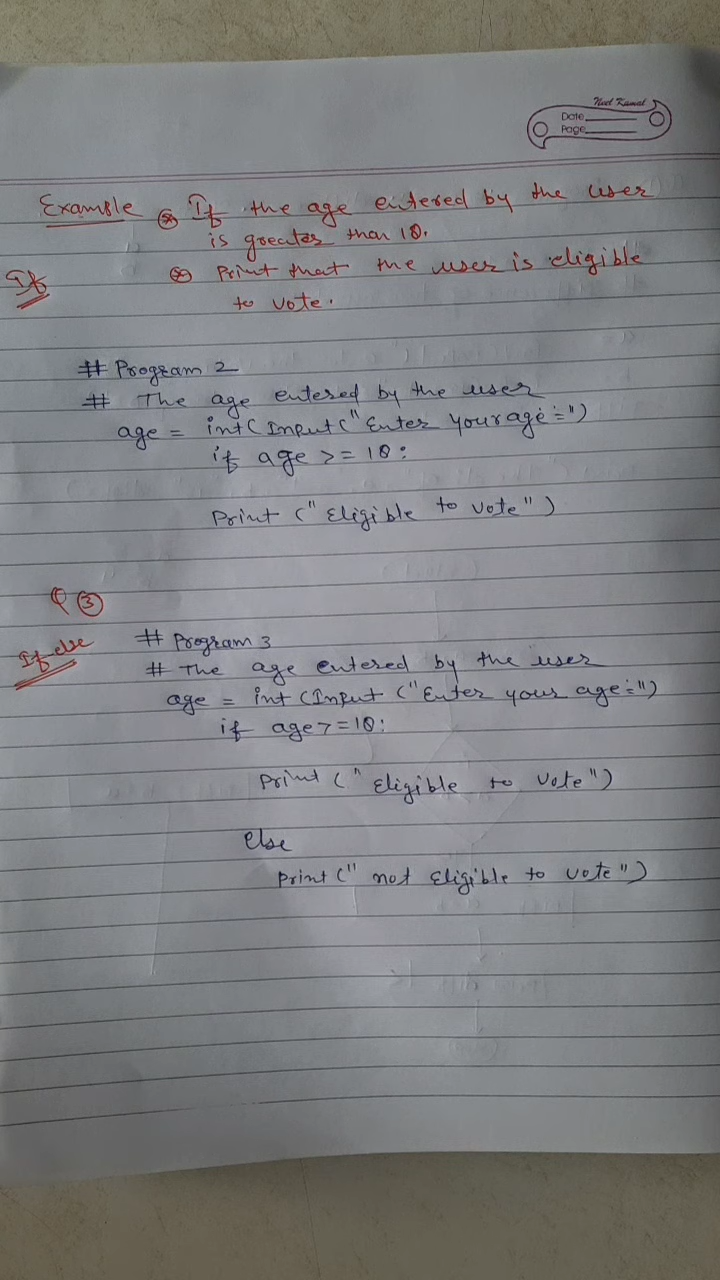 Neel Kamal
Date
Page
Example ⊛ If the age entered by the user
is greater than 18.
If
⊛ Print that the user is eligible
to vote.
# Program 2
# The age entered by the user
age = int(Input("Enter your age:=")
if age >= 18:
Print ("Eligible to vote")
Q ③
If else
# Program 3
# The age entered by the user
age = int (Input ("Enter your age:=")
if age >= 18:
Print (" Eligible to vote")
else
Print (" not Eligible to vote")